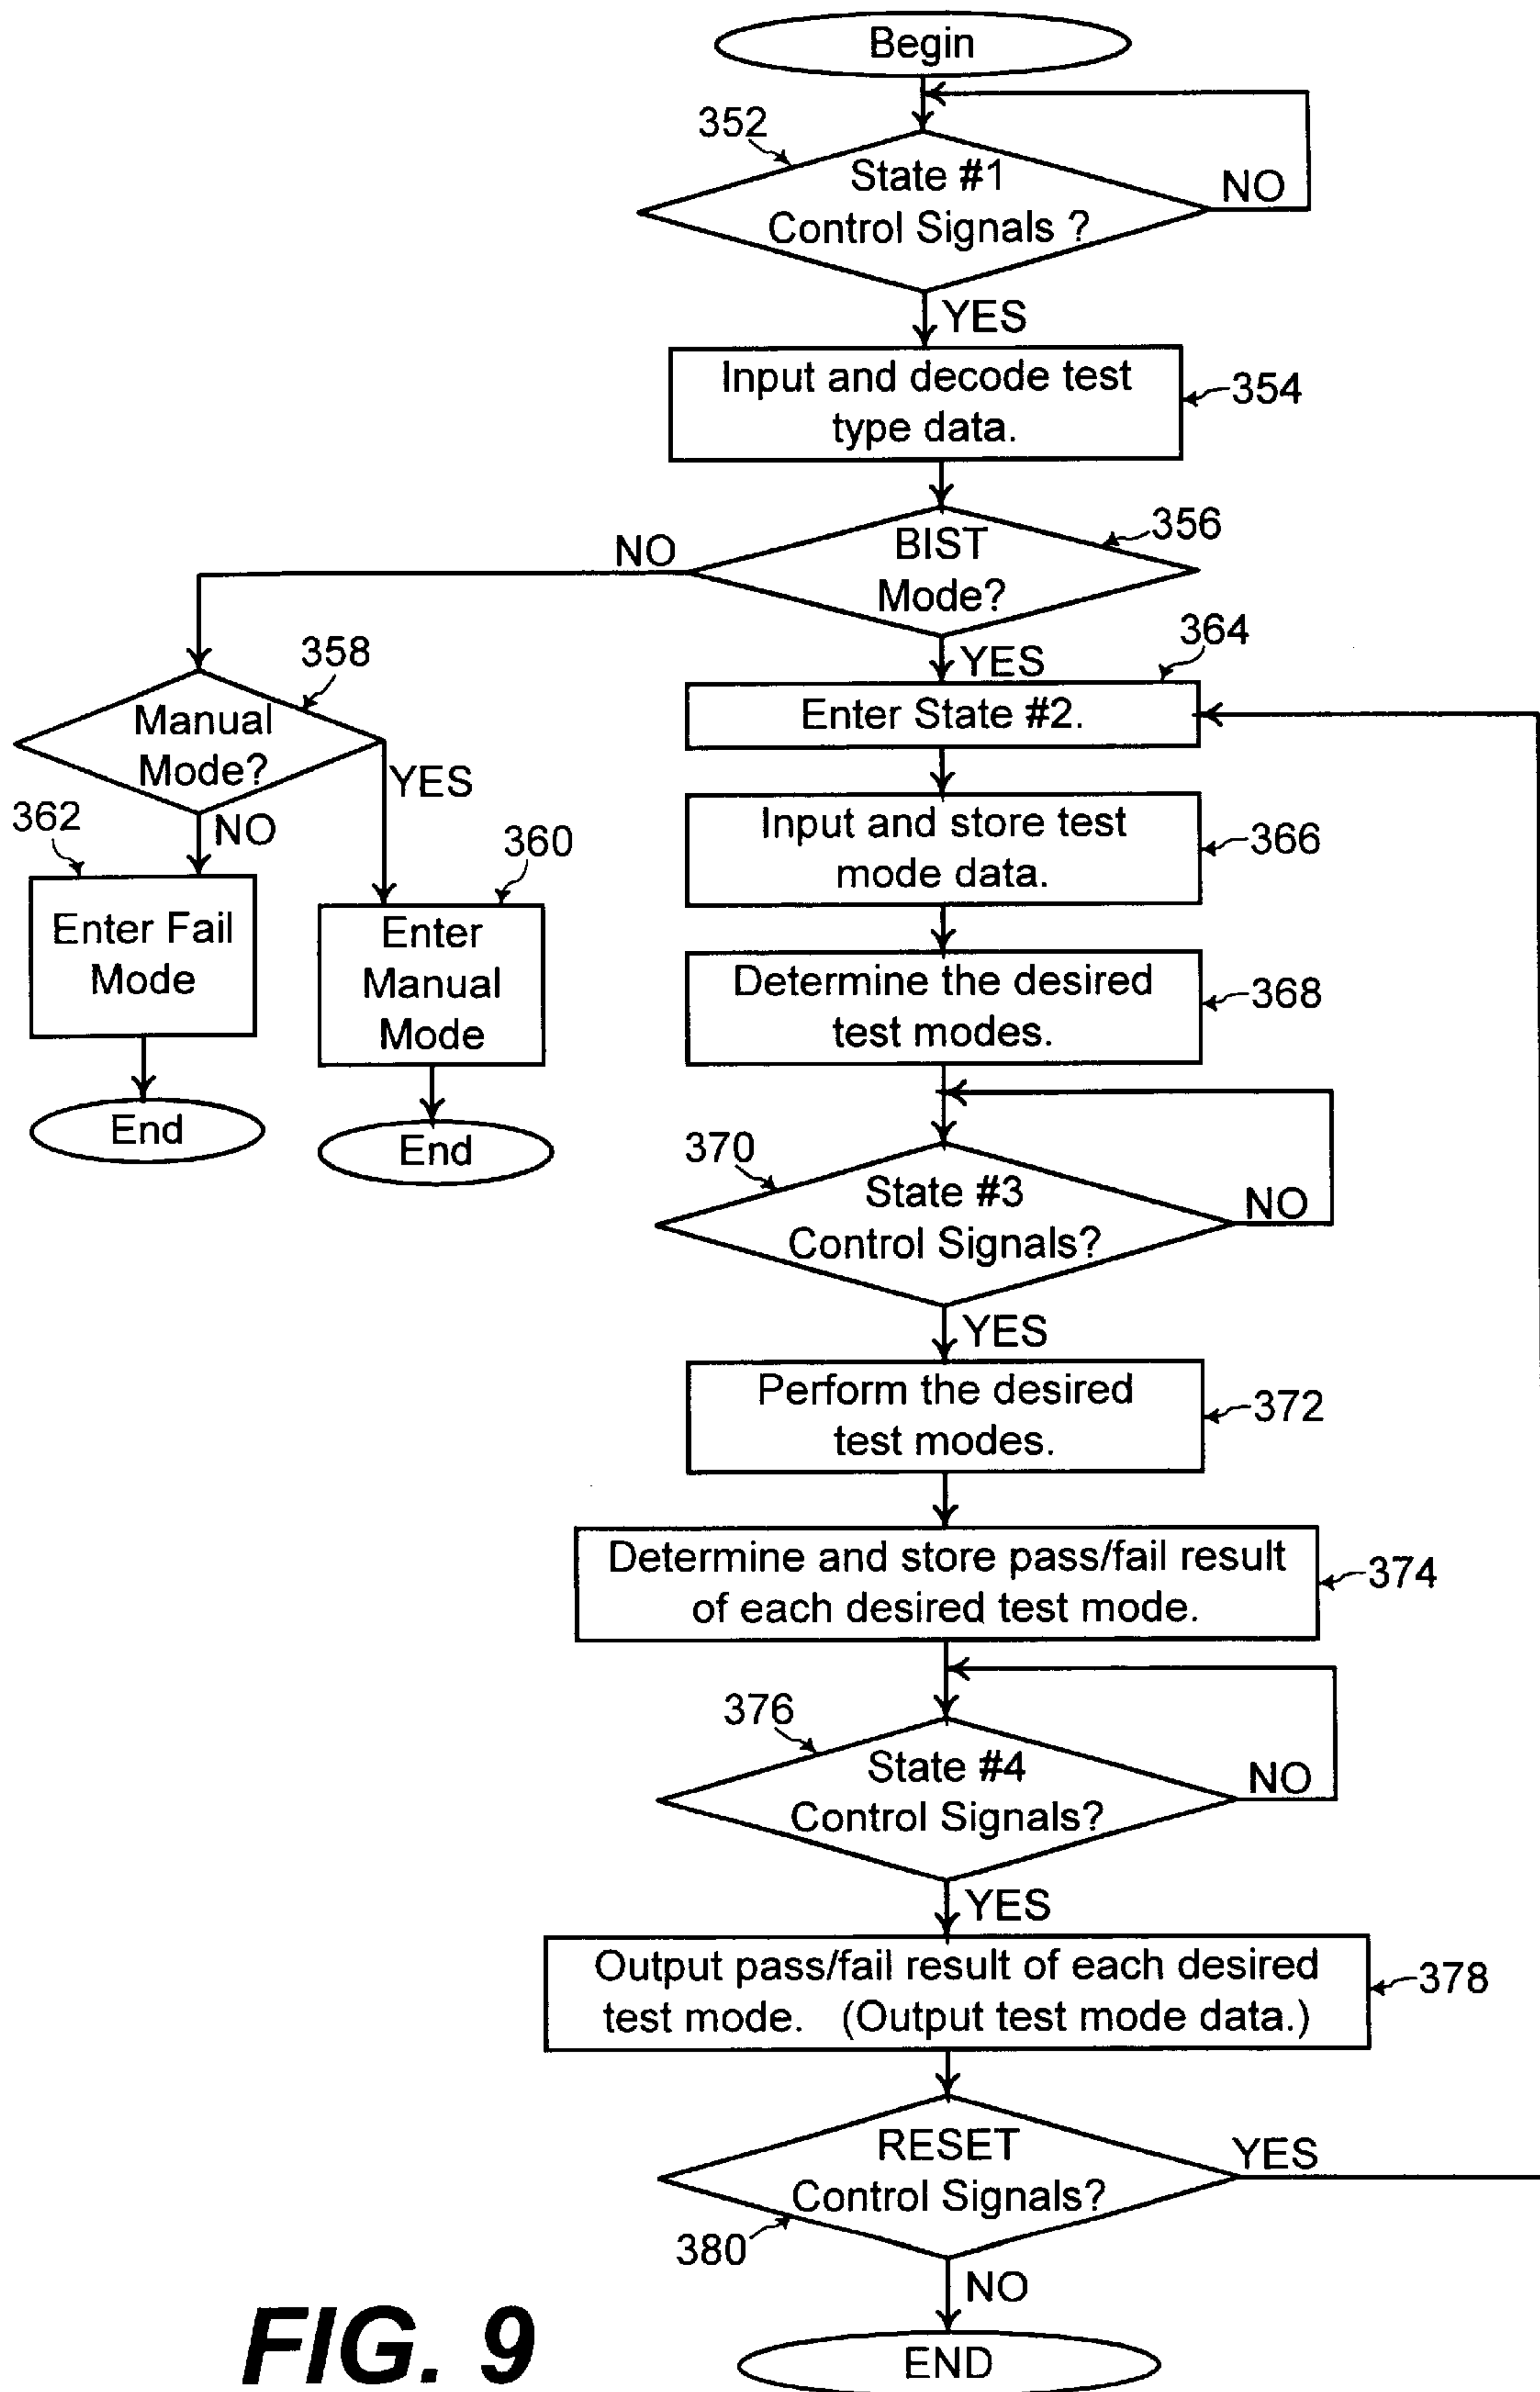 Begin
352
State #1
Control Signals ?
NO
YES
Input and decode test
type data.
354
BIST
Mode?
356
NO
YES
364
358
Manual
Mode?
YES
NO
Enter State #2.
362
Enter Fail
Mode
End
360
Enter
Manual
Mode
End
Input and store test
mode data.
366
Determine the desired
test modes.
368
370
State #3
Control Signals?
NO
YES
Perform the desired
test modes.
372
Determine and store pass/fail result
of each desired test mode.
374
376
State #4
Control Signals?
NO
YES
Output pass/fail result of each desired
test mode. (Output test mode data.)
378
RESET
Control Signals?
YES
380
NO
END
FIG. 9